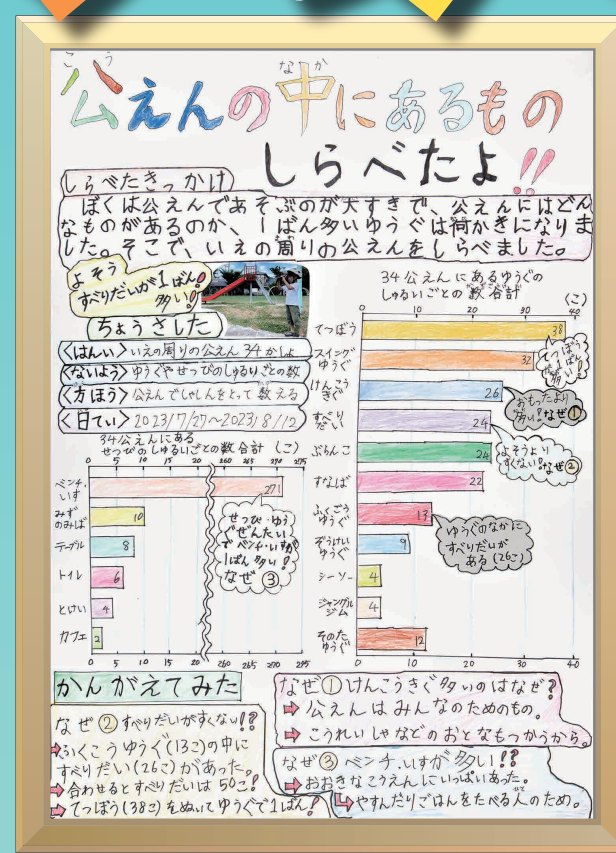 公えんの中にあるもの
しらべたよ!!
しらべたきっかけ
ぼくは公えんであそぶのが大すきで、公えんにはどん
なものがあるのか、1ばん多いゆうぐは何かきになりま
した。そこで、いえの周りの公えんをしらべました。
よそう
すべりだいが1ばん
多い!
ちょうさした
<はんい>いえの周りの公えん34かしょ
<ないよう>ゆうぐやせつびのしゅるいごとの数
<方ほう>公えんでしゃしんをとって数える
<日てい>2023/7/27~2023/8/12
34公えんにある
せつびのしゅるいごとの数合計 (こ)
0 5 10 15 20 260 265 270 275
ベンチ・いす 271
みずのみば 10
テーブル 8
トイレ 6
とけい 4
カフェ 2
0 5 10 15 20 260 265 270 275
せつび・ゆう
ぐぜんたい
でベンチ・いすが
1ばん多い!
なぜ③
34公えんにあるゆうぐの
しゅるいごとの数合計 (こ)
0 10 20 30 40
てつぼう 38
スイングゆうぐ 32
けんこうきぐ 26
すべりだい 24
ぶらんこ 24
すなば 22
ふくごうゆうぐ 13
ぞうけいゆうぐ 9
シーソー 4
ジャングルジム 4
そのたゆうぐ 12
0 10 20 30 40
てつぼう
が1ばん
多い!
おもったより
多い!なぜ①
よそうより
すくない!なぜ②
ゆうぐのなかに
すべりだいが
ある(26こ)
かんがえてみた
なぜ②すべりだいがすくない!?
➡ふくごうゆうぐ(13こ)の中に
すべりだい(26こ)があった。
➡合わせるとすべりだいは50こ!
➡てつぼう(38こ)をぬいてゆうぐで1ばん!
なぜ①けんこうきぐ多いのはなぜ?
➡公えんはみんなのためのもの。
➡こうれいしゃなどのおとなもつかうから。
なぜ③ベンチ・いすが多い!?
➡おおきなこうえんにいっぱいあった。
➡やすんだりごはんをたべる人のため。